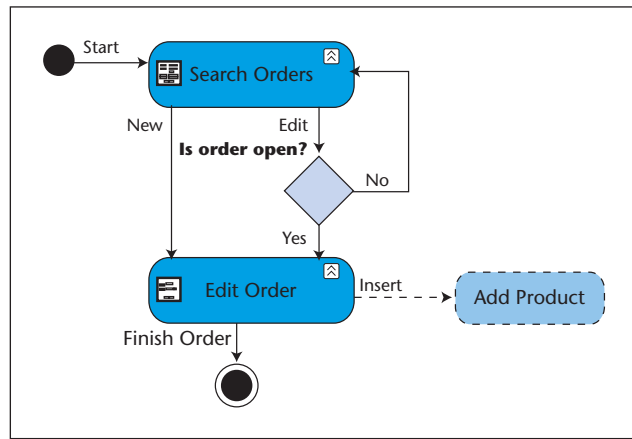 Start
Search Orders
New
Edit
Is order open?
No
Yes
Edit Order
Insert
Add Product
Finish Order